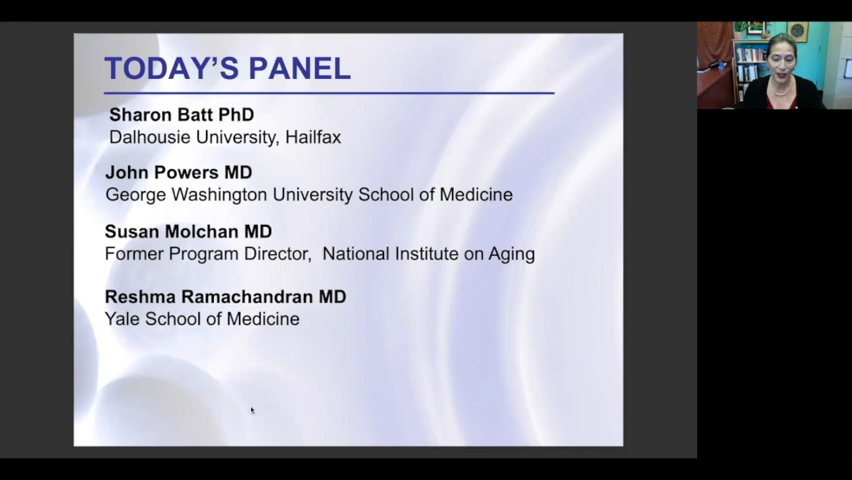 TODAY'S PANEL
Sharon Batt PhD
Dalhousie University, Hailfax
John Powers MD
George Washington University School of Medicine
Susan Molchan MD
Former Program Director,  National Institute on Aging
Reshma Ramachandran MD
Yale School of Medicine